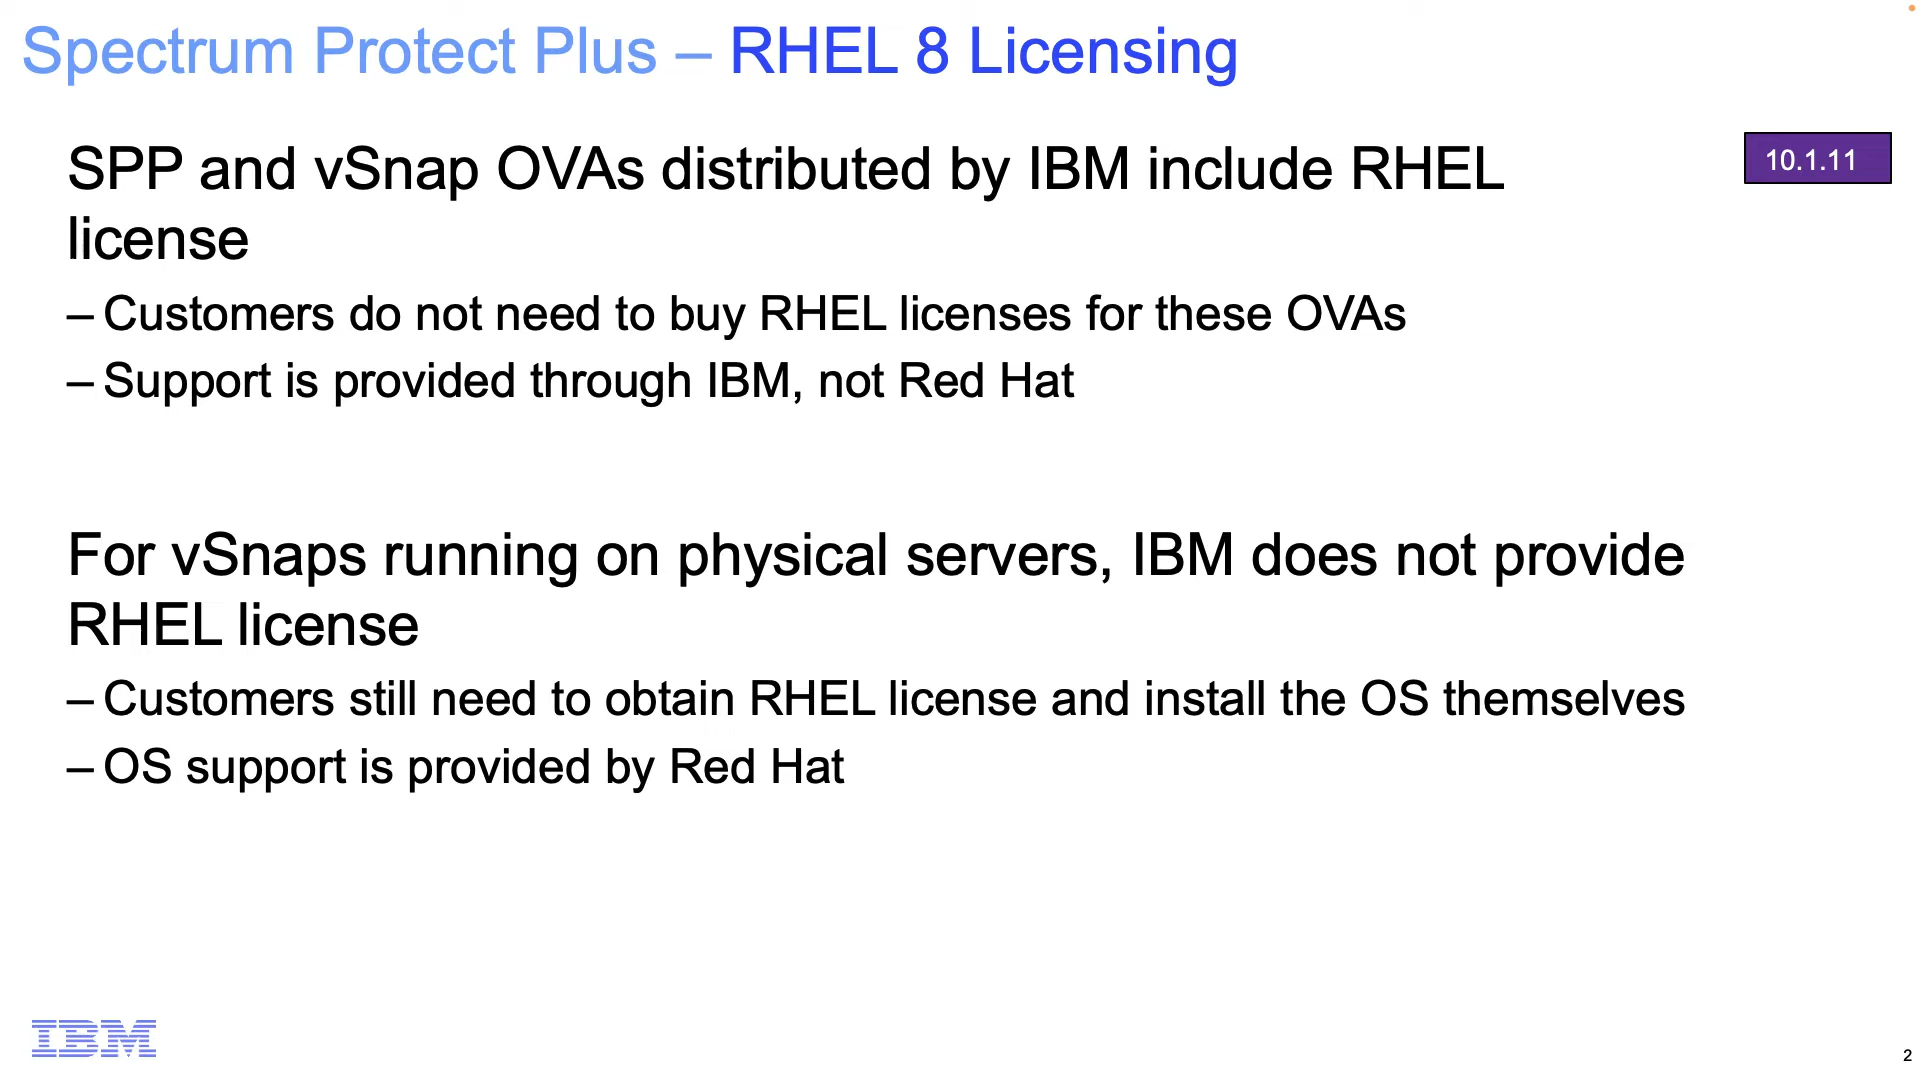 Spectrum Protect Plus – RHEL 8 Licensing
SPP and vSnap OVAs distributed by IBM include RHEL
license
10.1.11
– Customers do not need to buy RHEL licenses for these OVAs
– Support is provided through IBM, not Red Hat
For vSnaps running on physical servers, IBM does not provide
RHEL license
– Customers still need to obtain RHEL license and install the OS themselves
– OS support is provided by Red Hat
IBM
2